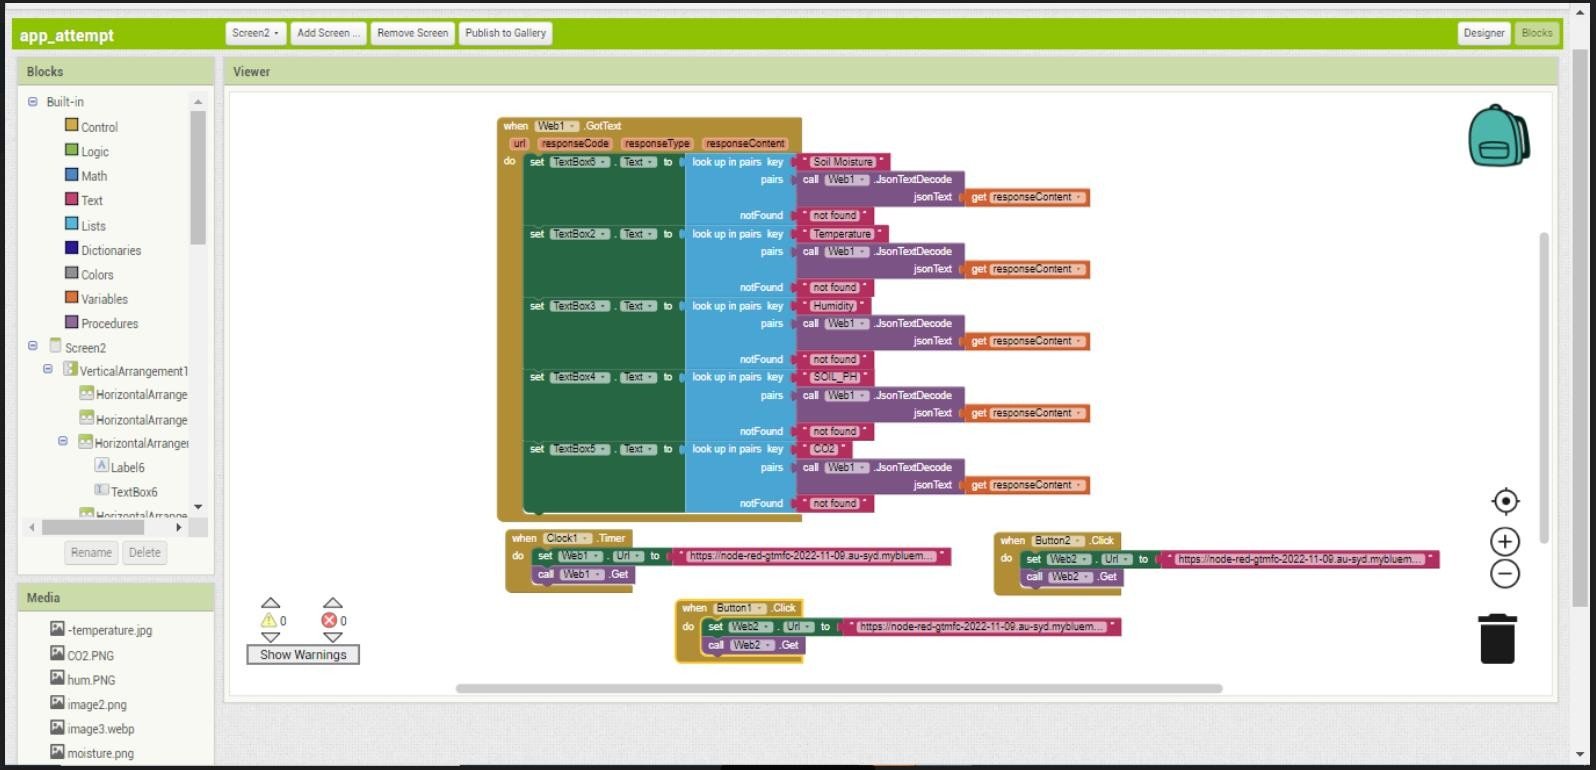 app_attempt
Screen2 Add Screen ... Remove Screen Publish to Gallery
Designer Blocks
Blocks
Built-in
Control
Logic
Math
Text
Lists
Dictionaries
Colors
Variables
Procedures
Screen2
VerticalArrangement1
HorizontalArrange
HorizontalArrange
HorizontalArranger
Label6
TextBox6
HorizontalArrange
Rename Delete
Media
-temperature.jpg
CO2.PNG
hum.PNG
image2.png
image3.webp
moisture.png
Viewer
when Web1 .GotText
url responseCode responseType responseContent
do set TextBox6 . Text to look up in pairs key " Soil Moisture "
pairs call Web1 .JsonTextDecode
jsonText get responseContent
notFound " not found "
set TextBox2 . Text to look up in pairs key " Temperature "
pairs call Web1 .JsonTextDecode
jsonText get responseContent
notFound " not found "
set TextBox3 . Text to look up in pairs key " Humidity "
pairs call Web1 .JsonTextDecode
jsonText get responseContent
notFound " not found "
set TextBox4 . Text to look up in pairs key " SOIL_PH "
pairs call Web1 .JsonTextDecode
jsonText get responseContent
notFound " not found "
set TextBox5 . Text to look up in pairs key " CO2 "
pairs call Web1 .JsonTextDecode
jsonText get responseContent
notFound " not found "
when Clock1 .Timer
do set Web1 . Url to " https://node-red-gtmfc-2022-11-09.au-syd.mybluem... "
call Web1 .Get
when Button2 .Click
do set Web2 . Url to " https://node-red-gtmfc-2022-11-09.au-syd.mybluem... "
call Web2 .Get
when Button1 .Click
do set Web2 . Url to " https://node-red-gtmfc-2022-11-09.au-syd.mybluem... "
call Web2 .Get
0 0
Show Warnings